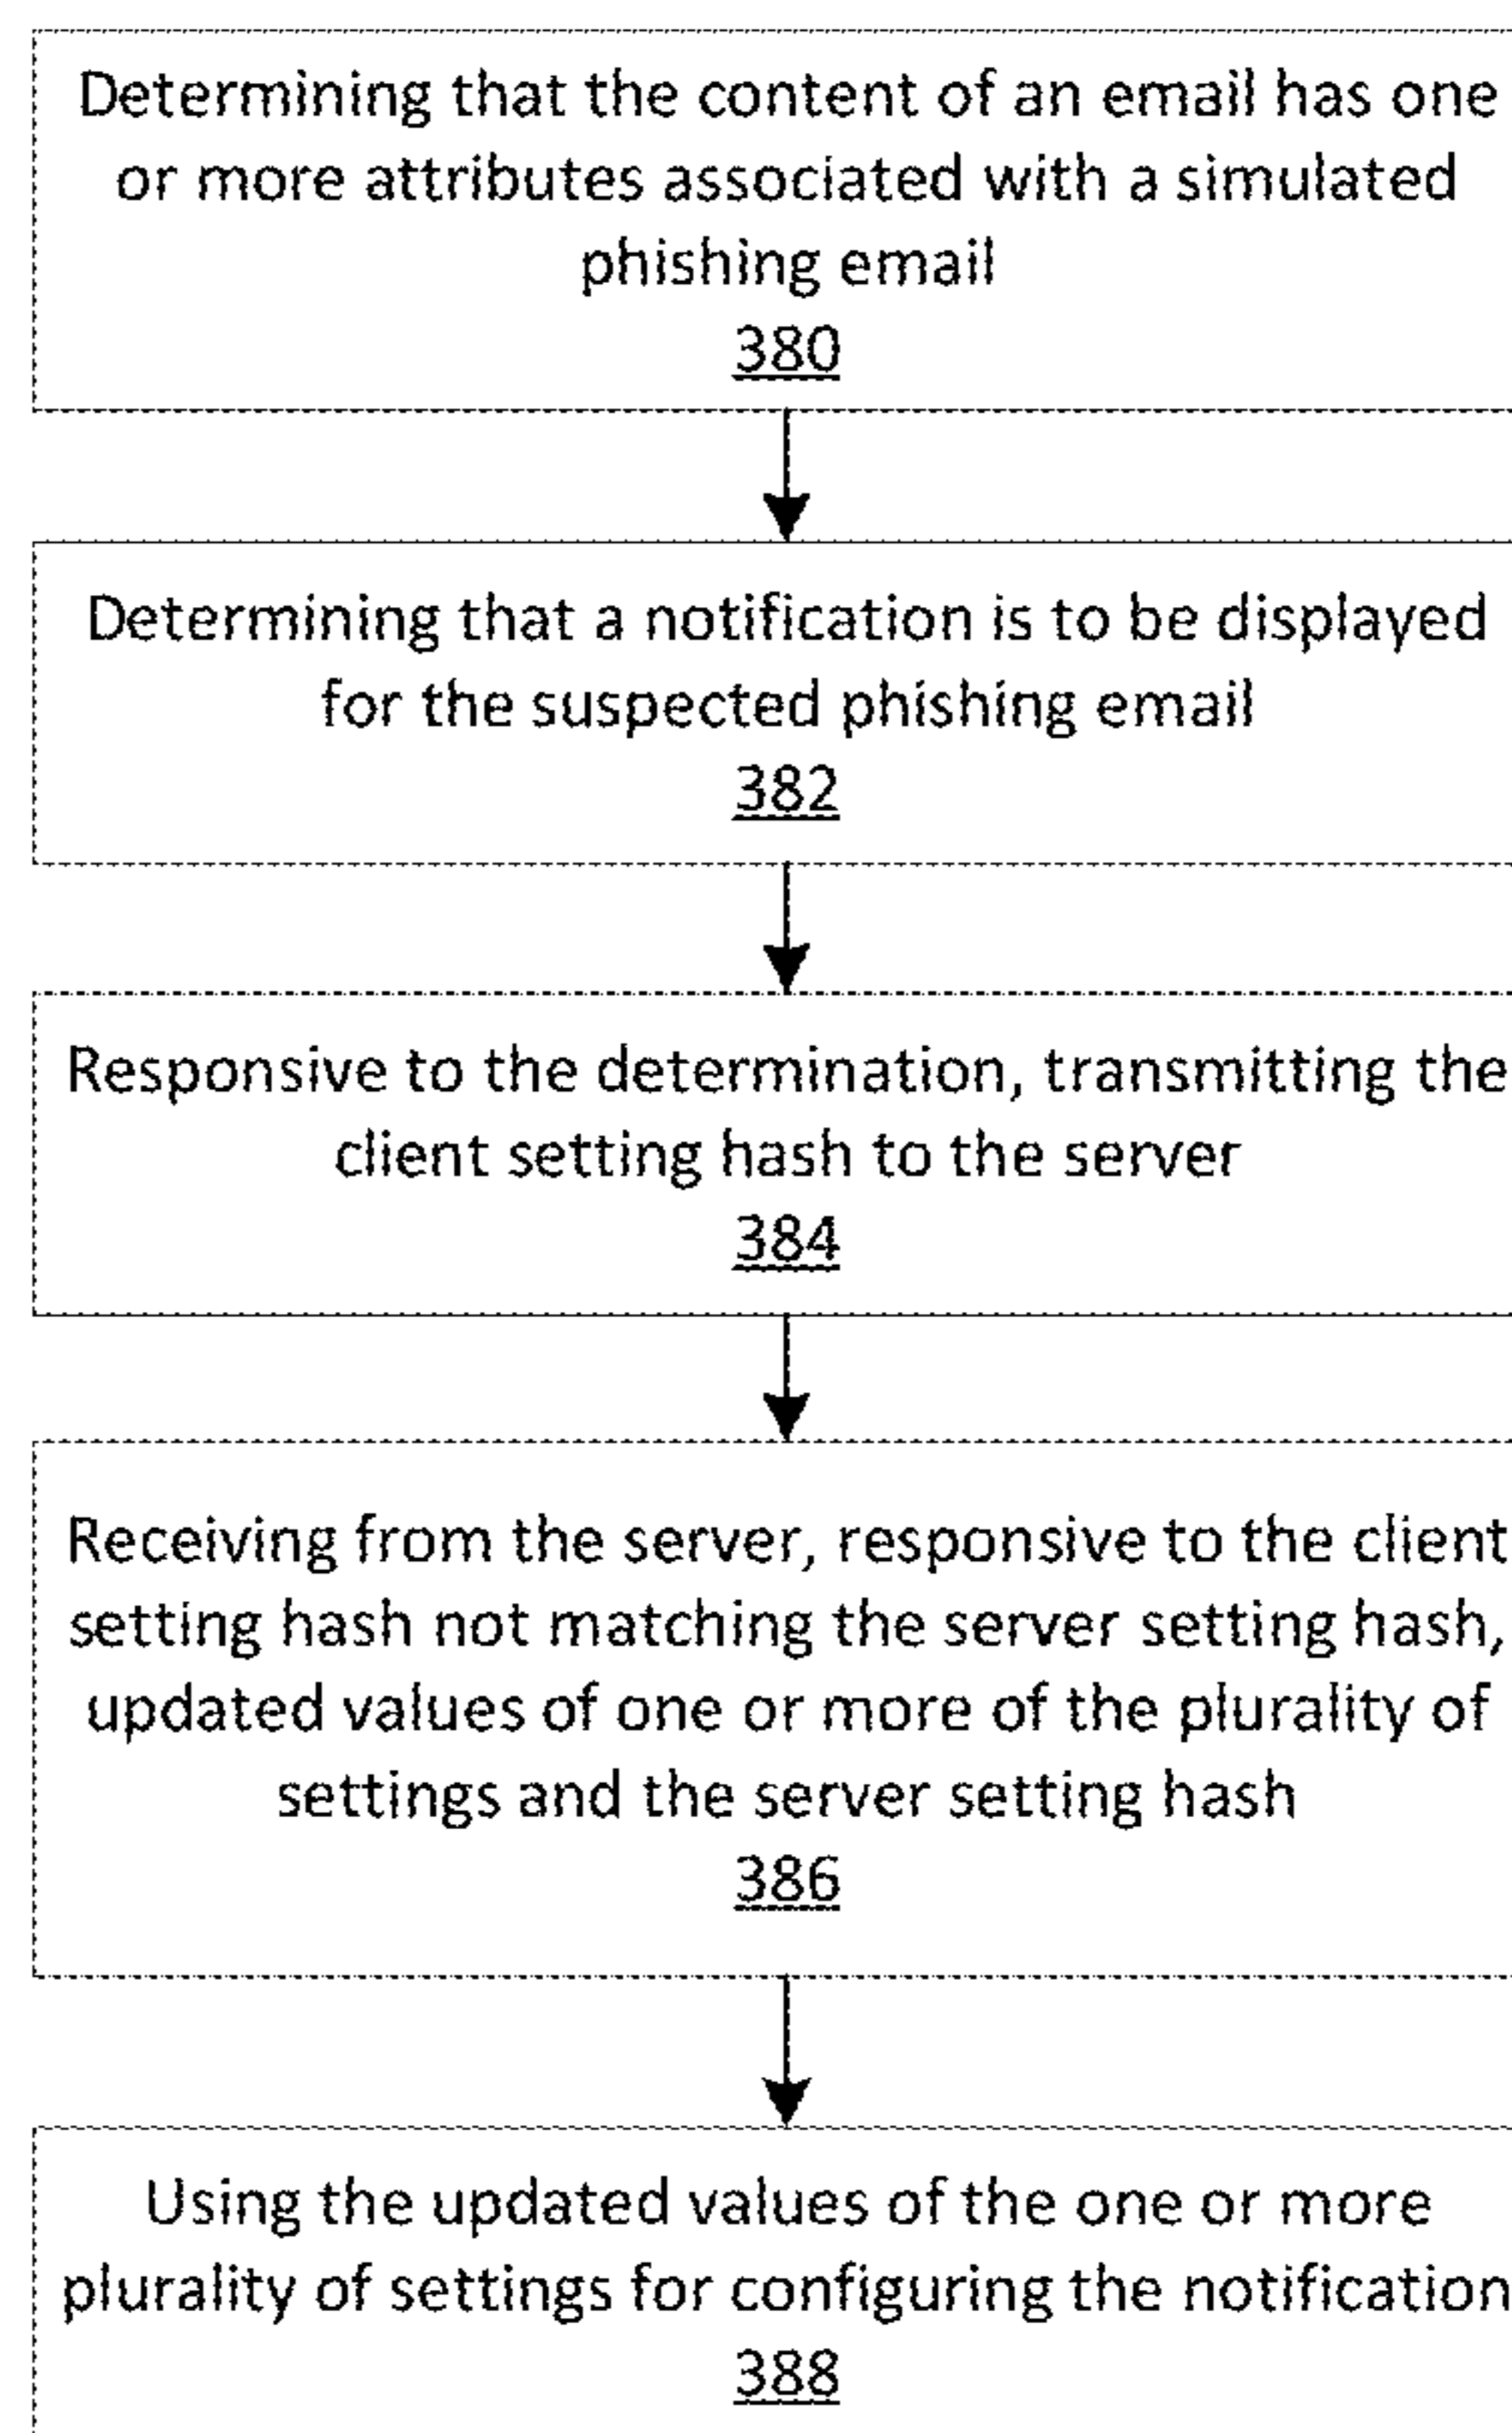 Determining that the content of an email has one
or more attributes associated with a simulated
phishing email
380
Determining that a notification is to be displayed
for the suspected phishing email
382
Responsive to the determination, transmitting the
client setting hash to the server
384
Receiving from the server, responsive to the client
setting hash not matching the server setting hash,
updated values of one or more of the plurality of
settings and the server setting hash
386
Using the updated values of the one or more
plurality of settings for configuring the notification
388